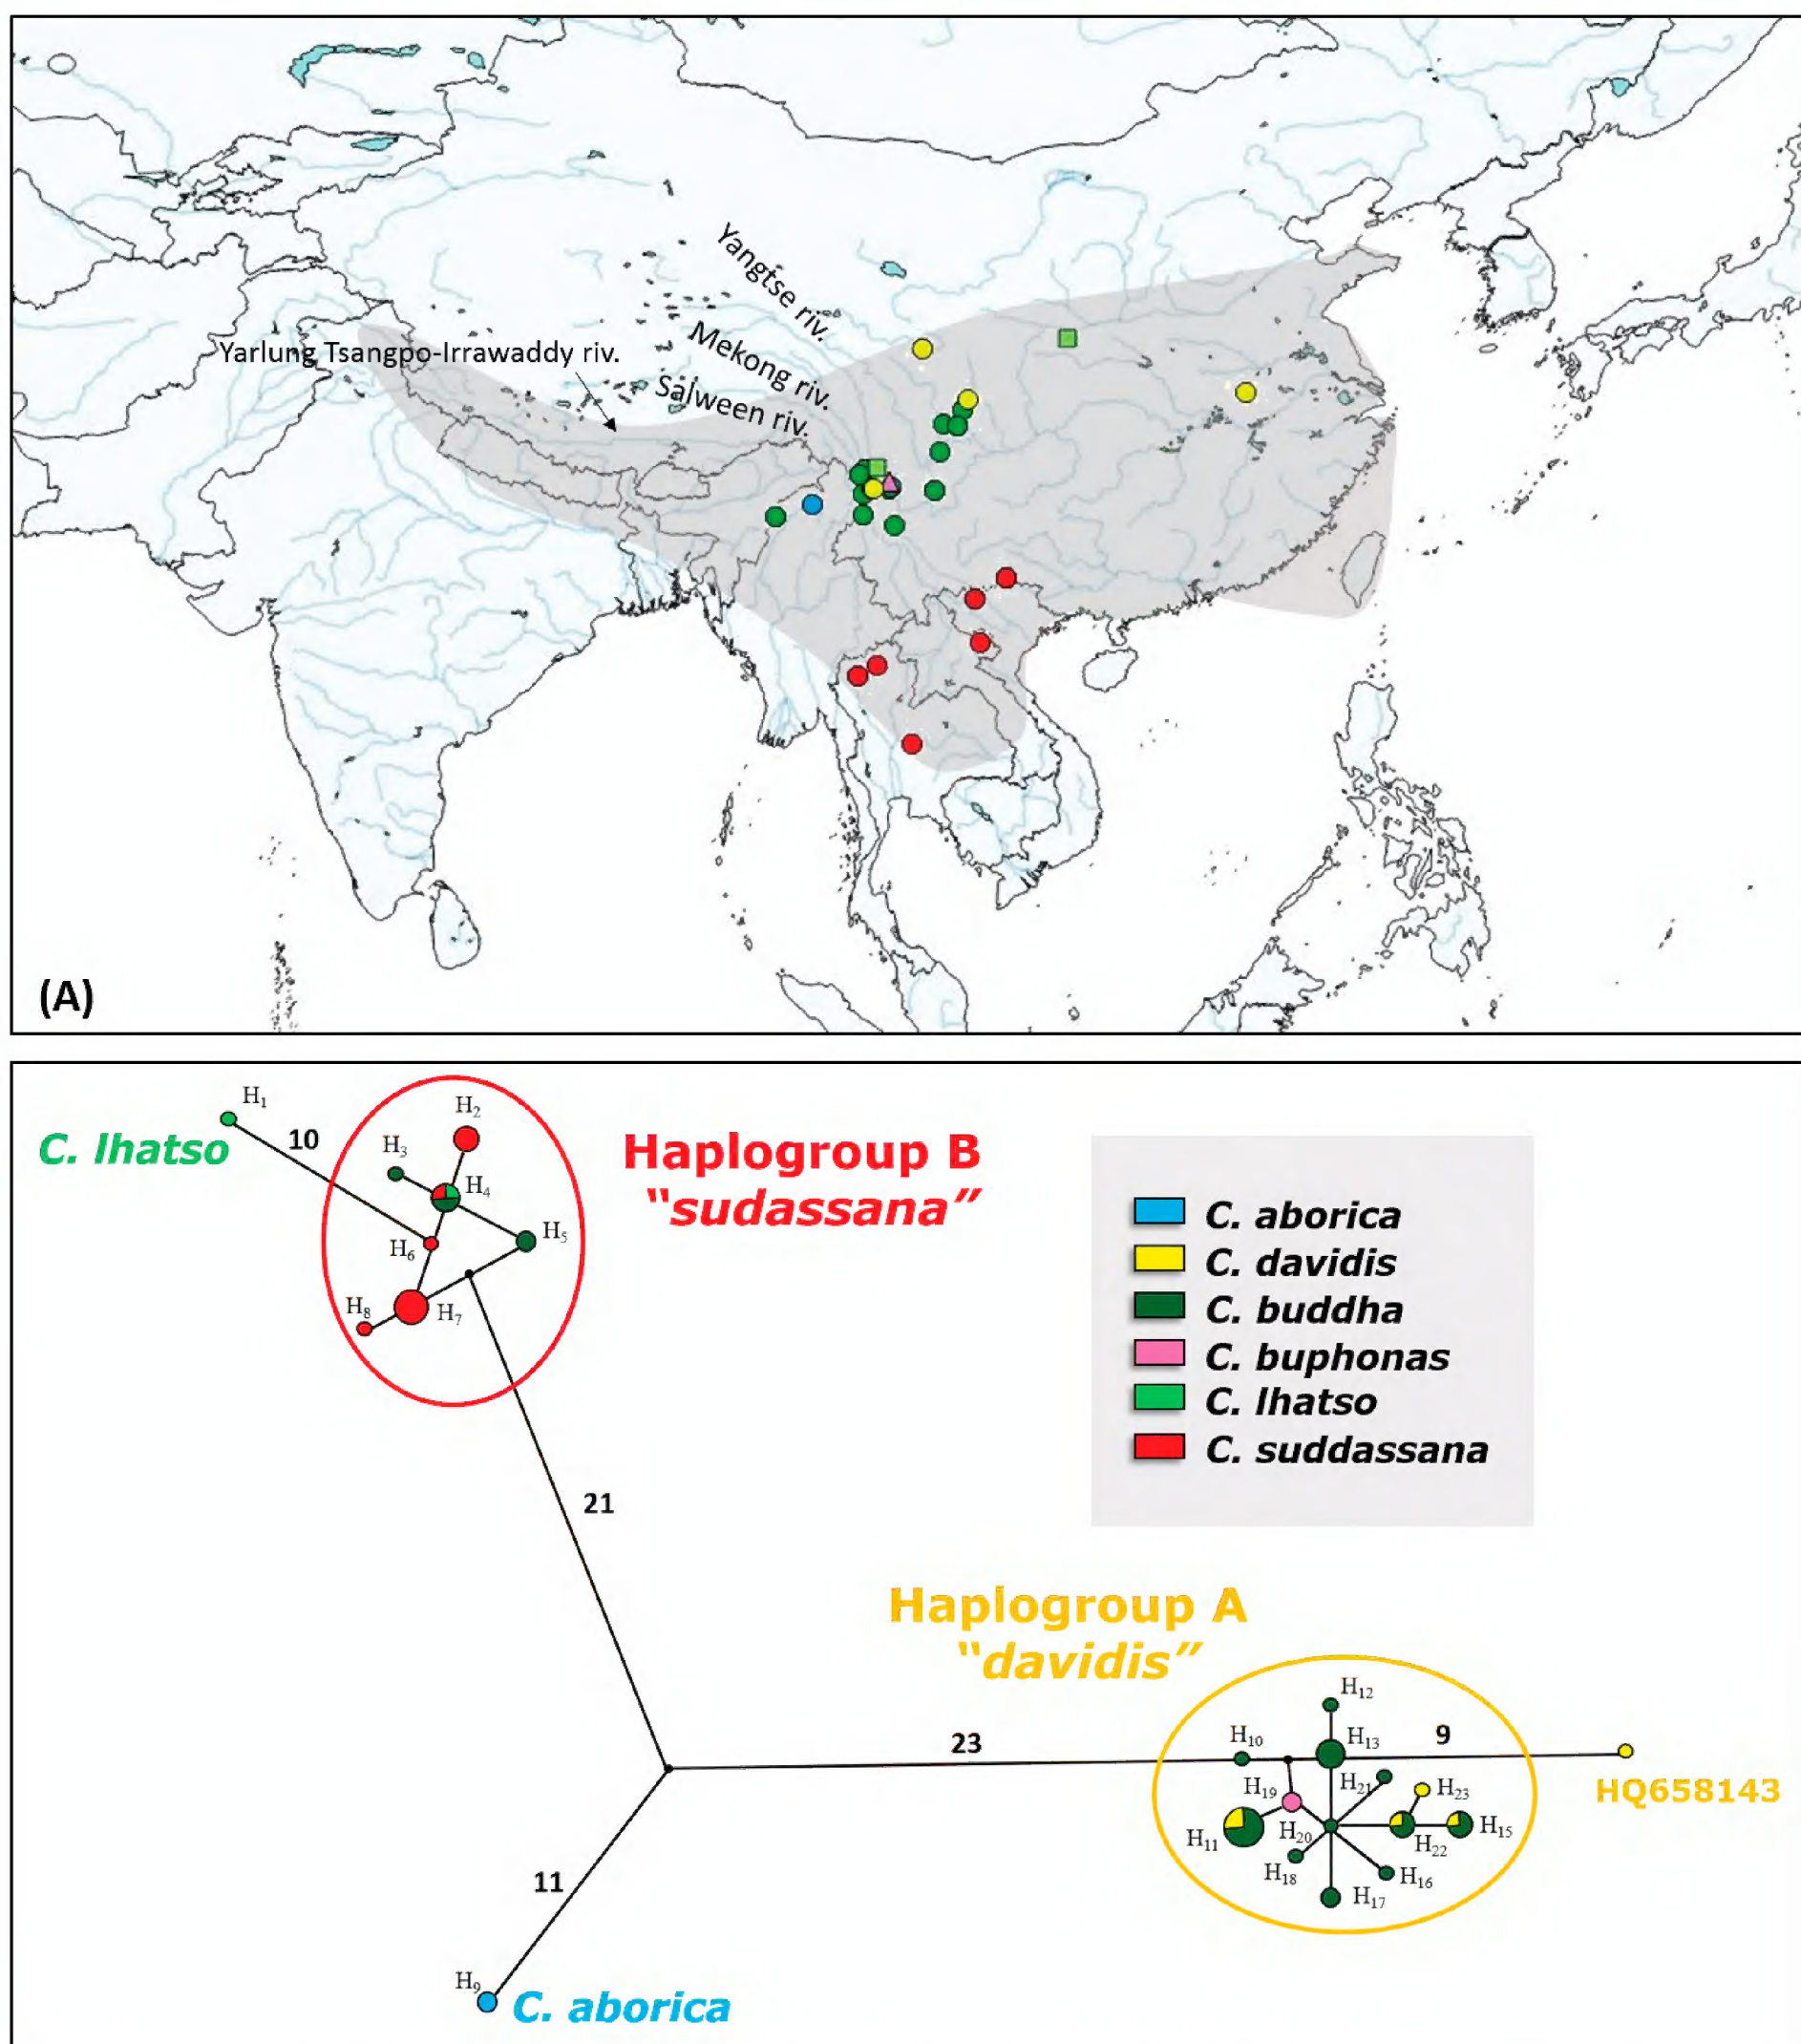 Yangtse riv.
Mekong riv.
Yarlung Tsangpo-Irrawaddy riv.
Salween riv.
(A)
H1
C. lhatso
10
H2
H3
H4
H5
H6
H7
H8
Haplogroup B
“sudassana”
C. aborica
C. davidis
C. buddha
C. buphonas
C. lhatso
C. suddassana
21
Haplogroup A
“davidis”
23
H12
H10
H13
9
H19
H21
H23
HQ658143
H11
H20
H22
H15
H18
H16
H17
11
H9
C. aborica